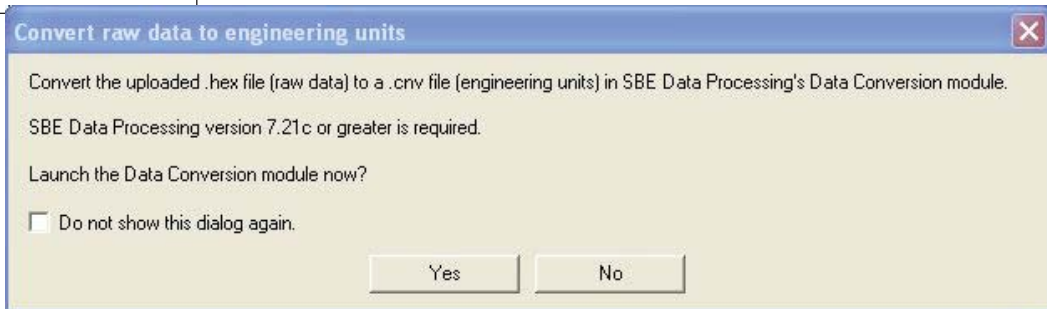 Convert raw data to engineering units
Convert the uploaded .hex file (raw data) to a .cnv file (engineering units) in SBE Data Processing's Data Conversion module.
SBE Data Processing version 7.21c or greater is required.
Launch the Data Conversion module now?
Do not show this dialog again.
Yes No